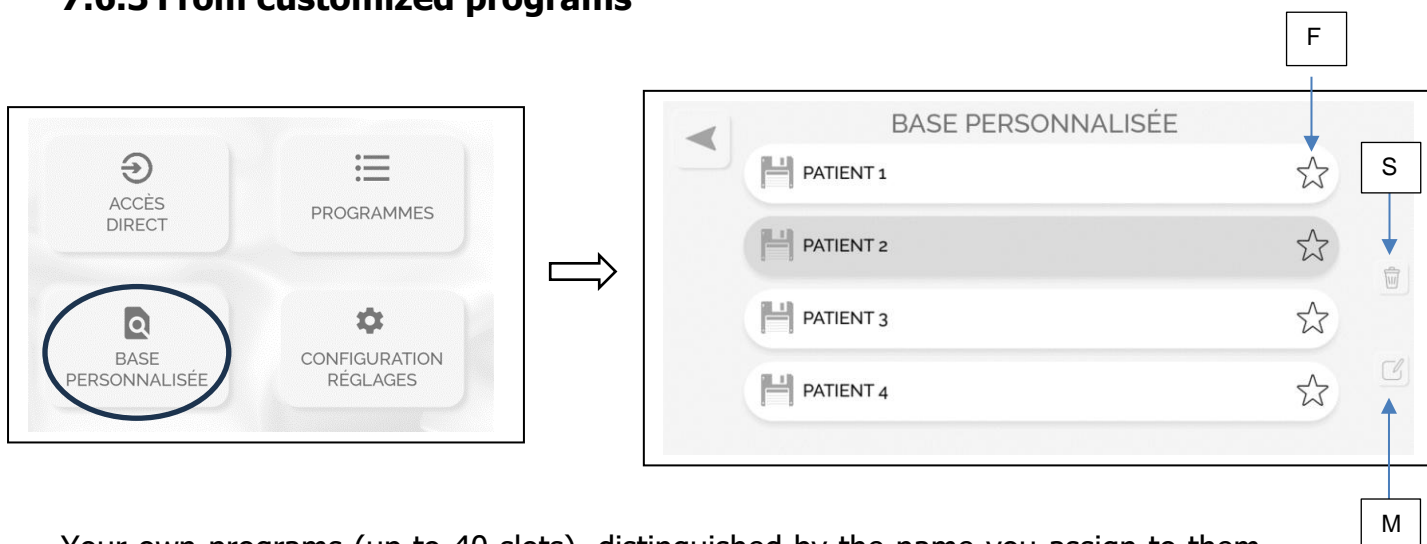 7.6.3 From customized programs
F
BASE PERSONNALISÉE
ACCÈS
DIRECT
PROGRAMMES
PATIENT 1
S
PATIENT 2
BASE
PERSONNALISÉE
CONFIGURATION
RÉGLAGES
PATIENT 3
PATIENT 4
M
Your own programs (up to 40 slots), distinguished by the name you assign to them